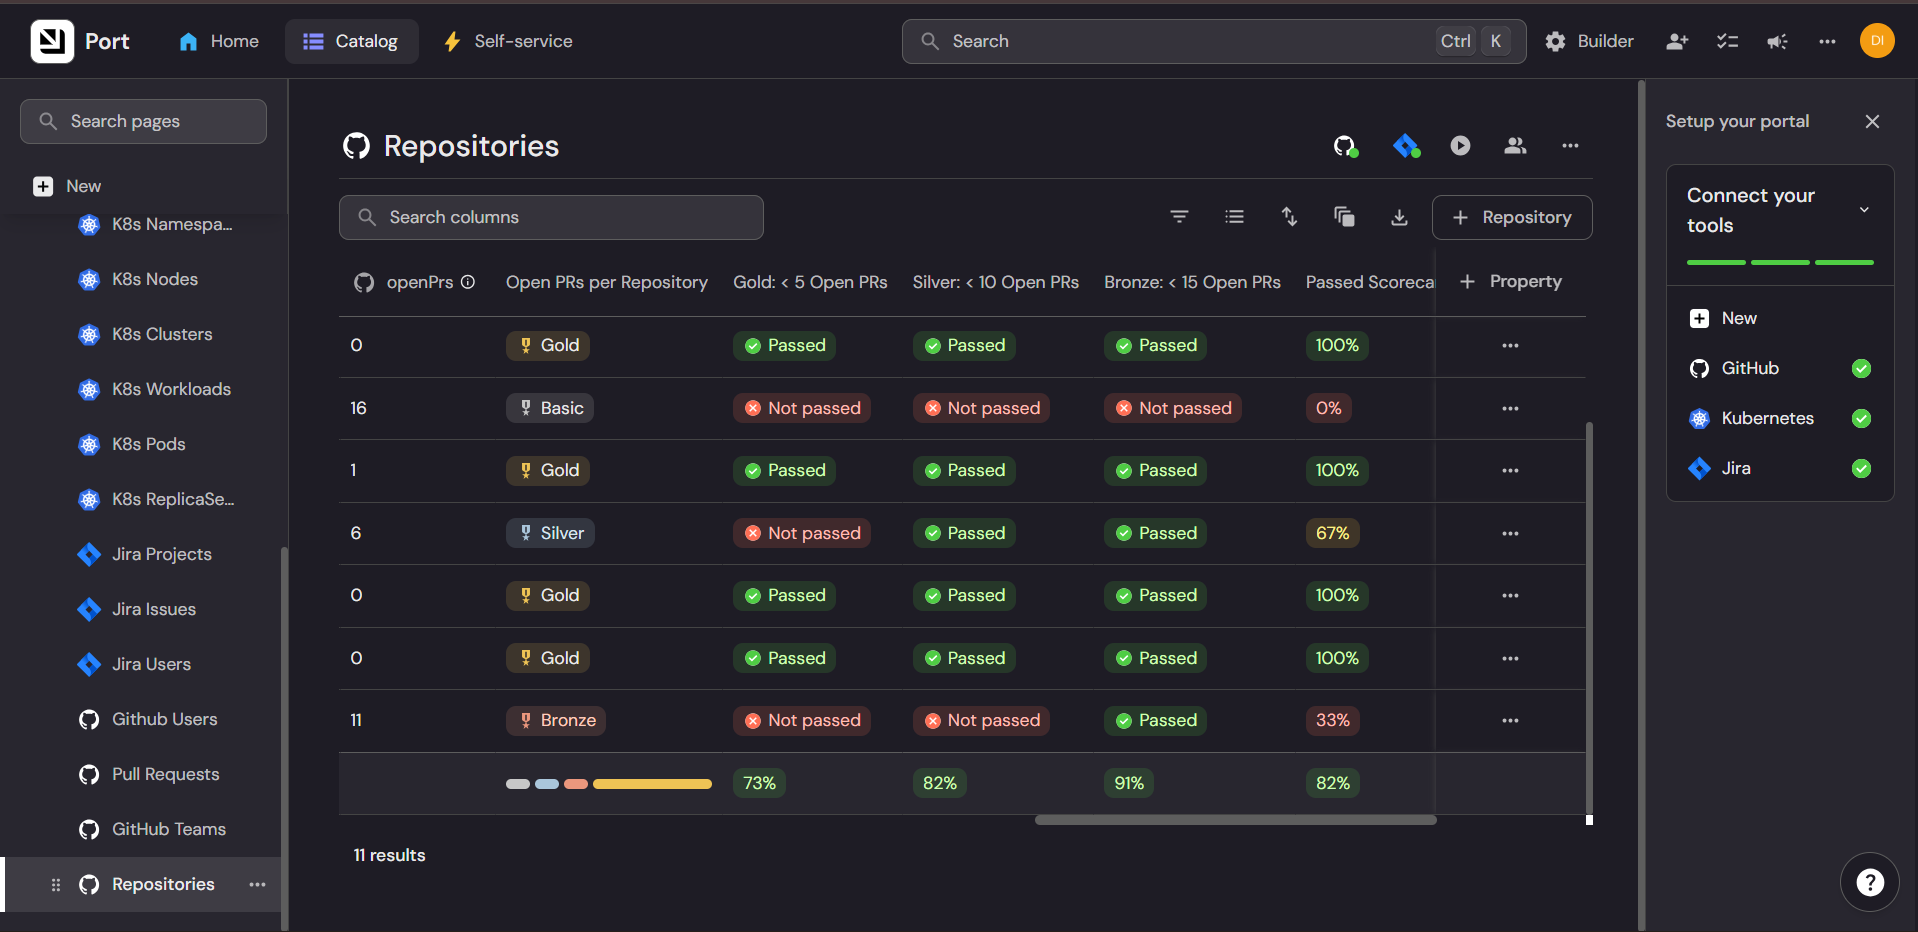 Port
Home
Catalog
Self-service
Search
Ctrl K
Builder
DI
Search pages
New
K8s Namespa...
K8s Nodes
K8s Clusters
K8s Workloads
K8s Pods
K8s ReplicaSe...
Jira Projects
Jira Issues
Jira Users
Github Users
Pull Requests
GitHub Teams
Repositories
Repositories
Search columns
Repository
openPrs Open PRs per Repository Gold: < 5 Open PRs Silver: < 10 Open PRs Bronze: < 15 Open PRs Passed Scoreca Property
0 Gold Passed Passed Passed 100%
16 Basic Not passed Not passed Not passed 0%
1 Gold Passed Passed Passed 100%
6 Silver Not passed Passed Passed 67%
0 Gold Passed Passed Passed 100%
0 Gold Passed Passed Passed 100%
11 Bronze Not passed Not passed Passed 33%
73% 82% 91% 82%
11 results
Setup your portal
Connect your
tools
New
GitHub
Kubernetes
Jira